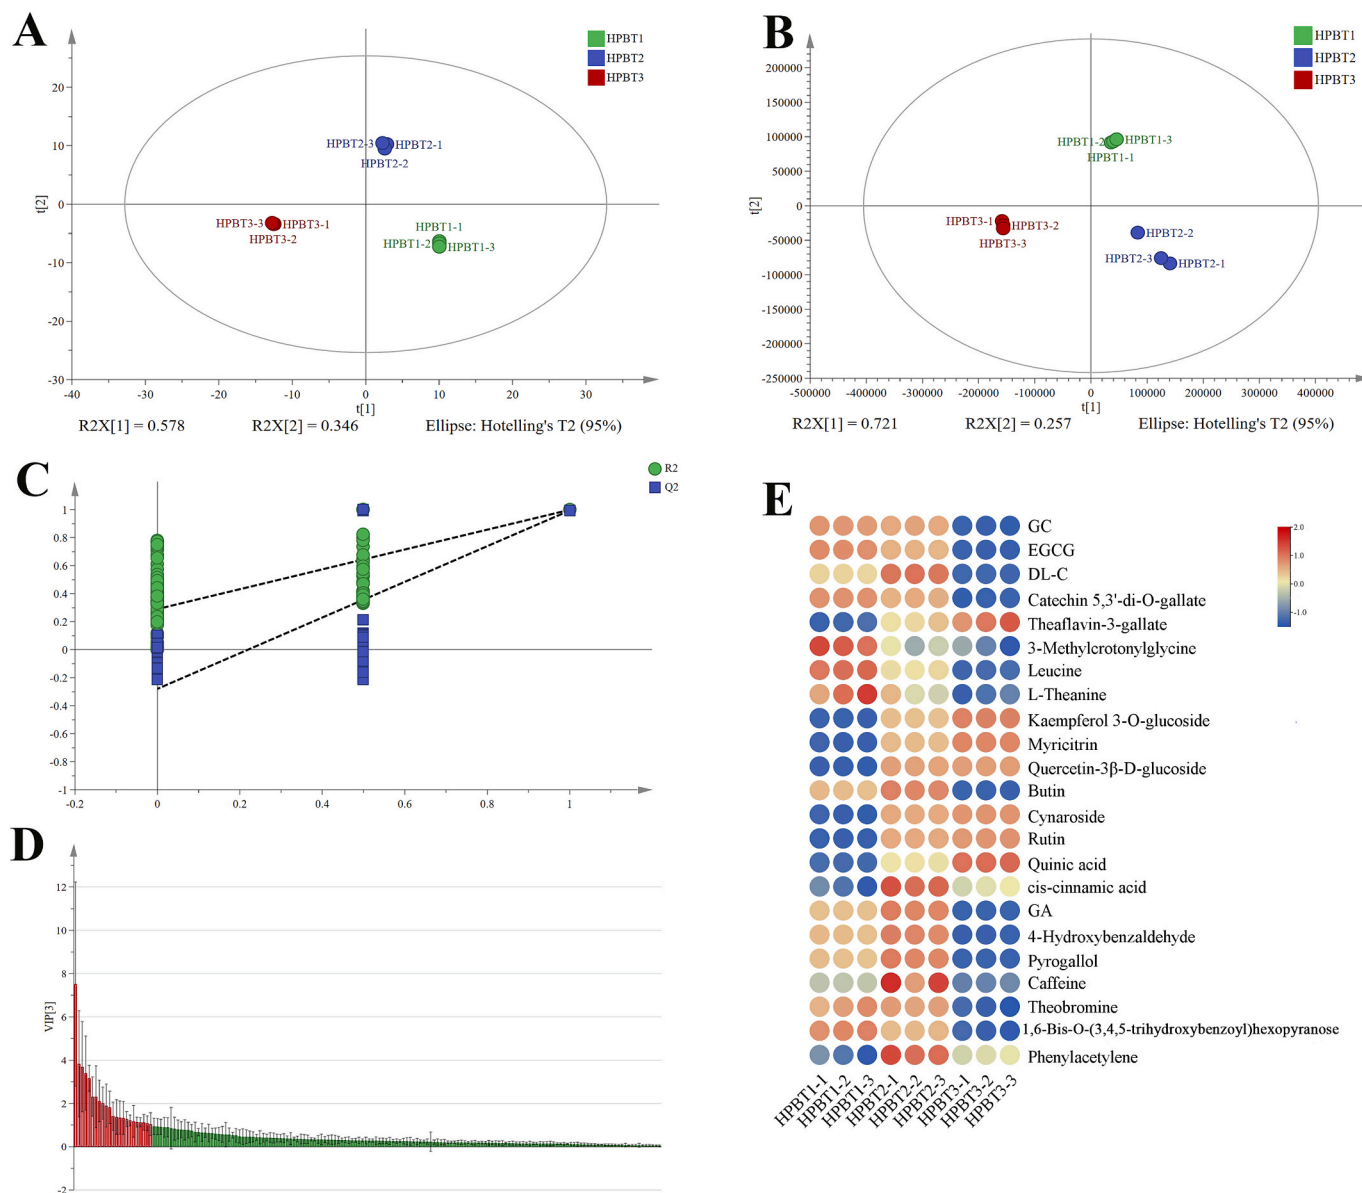 A
HPBT1
HPBT2
HPBT3
20
10
0
-10
-20
-30
t[2]
HPBT2-3
HPBT2-1
HPBT2-2
HPBT3-3
HPBT3-1
HPBT3-2
HPBT1-1
HPBT1-2
HPBT1-3
-40 -30 -20 -10 0 10 20 30
t[1]
R2X[1] = 0.578 R2X[2] = 0.346 Ellipse: Hotelling's T2 (95%)
B
HPBT1
HPBT2
HPBT3
200000
150000
100000
50000
0
-50000
-100000
-150000
-200000
-250000
t[2]
HPBT1-2
HPBT1-3
HPBT1-1
HPBT3-1
HPBT3-2
HPBT3-3
HPBT2-2
HPBT2-3
HPBT2-1
-500000 -400000 -300000 -200000 -100000 0 100000 200000 300000 400000
t[1]
R2X[1] = 0.721 R2X[2] = 0.257 Ellipse: Hotelling's T2 (95%)
C
R2
Q2
1
0.8
0.6
0.4
0.2
0
-0.2
-0.4
-0.6
-0.8
-1
-0.2 0 0.2 0.4 0.6 0.8 1
D
12
10
8
6
4
2
0
-2
VIP[3]
E
2.0
1.0
0.0
-1.0
GC
EGCG
DL-C
Catechin 5,3'-di-O-gallate
Theaflavin-3-gallate
3-Methylcrotonylglycine
Leucine
L-Theanine
Kaempferol 3-O-glucoside
Myricitrin
Quercetin-3β-D-glucoside
Butin
Cynaroside
Rutin
Quinic acid
cis-cinnamic acid
GA
4-Hydroxybenzaldehyde
Pyrogallol
Caffeine
Theobromine
1,6-Bis-O-(3,4,5-trihydroxybenzoyl)hexopyranose
Phenylacetylene
HPBT1-1
HPBT1-2
HPBT1-3
HPBT2-1
HPBT2-2
HPBT2-3
HPBT3-1
HPBT3-2
HPBT3-3